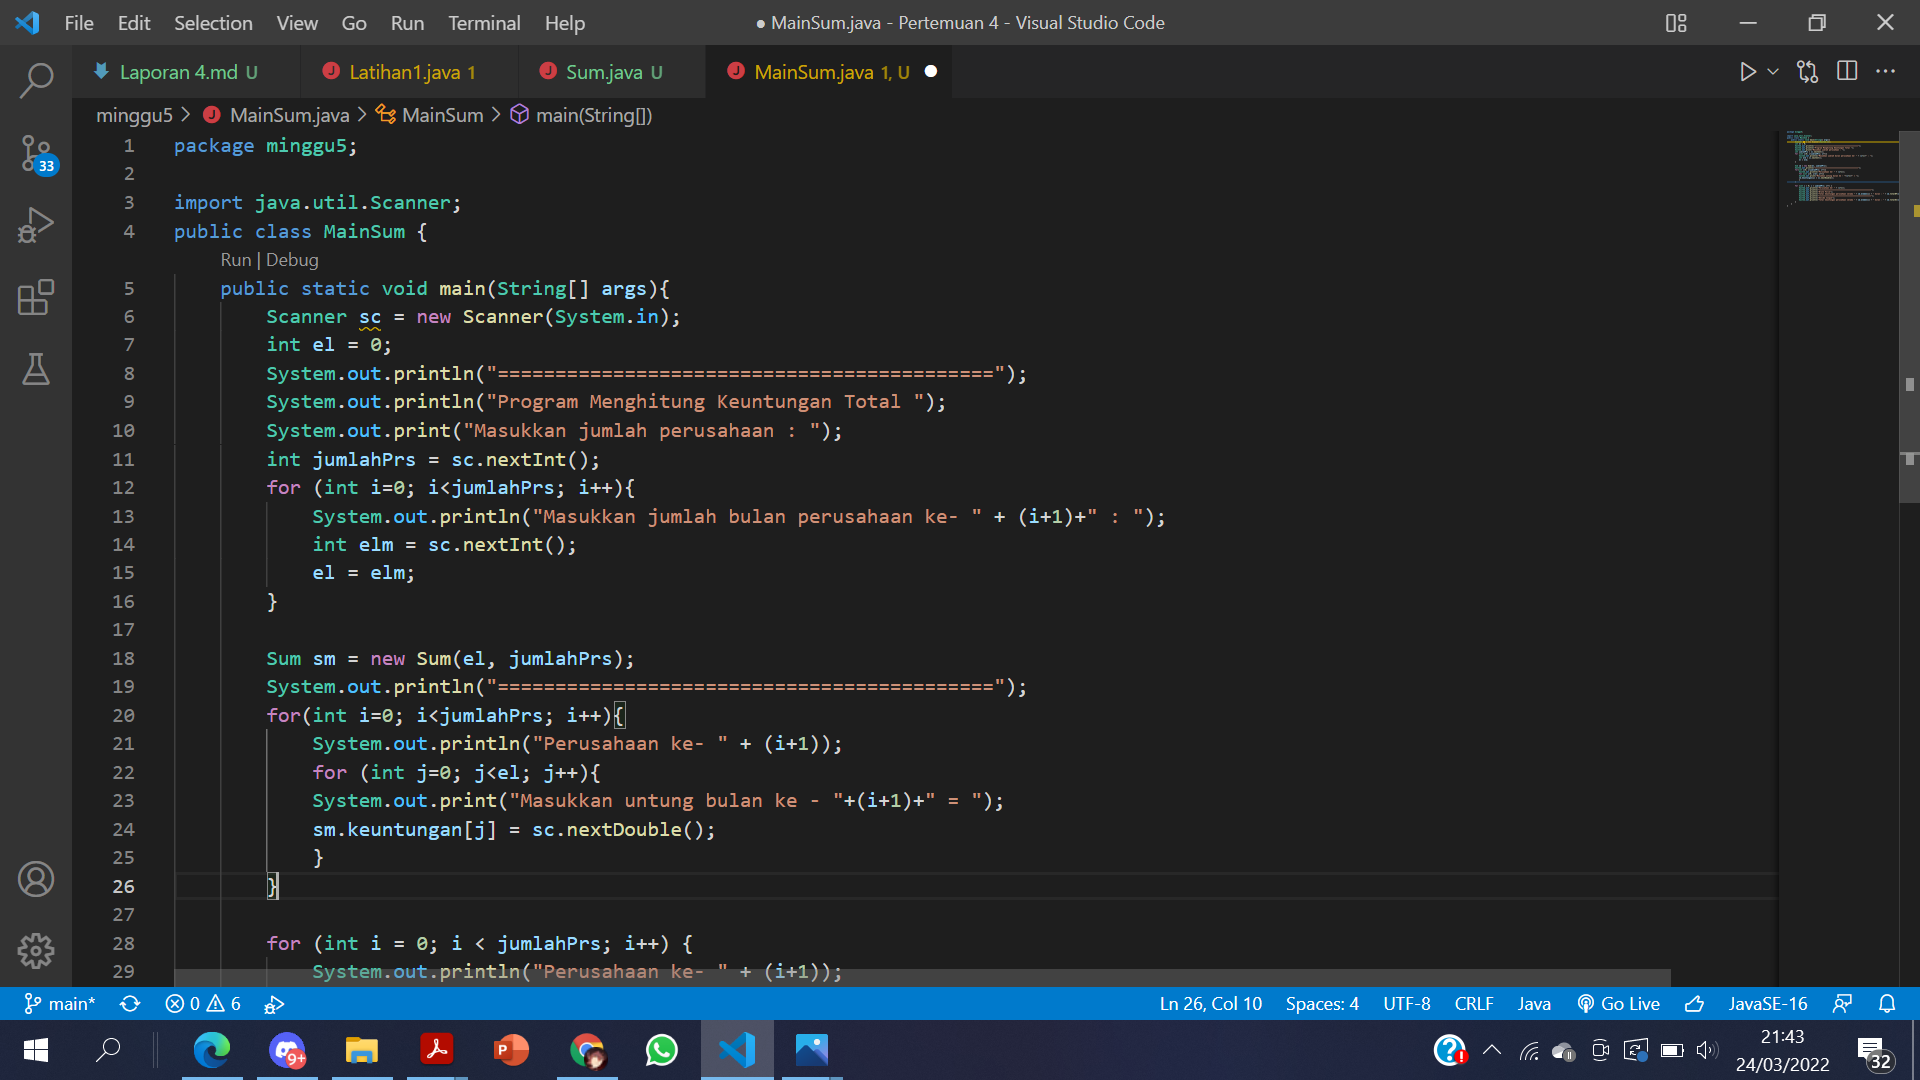 File Edit Selection View Go Run Terminal Help ● MainSum.java - Pertemuan 4 - Visual Studio Code
Laporan 4.md U Latihan1.java 1 Sum.java U MainSum.java 1, U
minggu5 > MainSum.java > MainSum > main(String[])
1 package minggu5;
2
3 import java.util.Scanner;
4 public class MainSum {
Run | Debug
5 public static void main(String[] args){
6 Scanner sc = new Scanner(System.in);
7 int el = 0;
8 System.out.println("===========================================");
9 System.out.println("Program Menghitung Keuntungan Total ");
10 System.out.print("Masukkan jumlah perusahaan : ");
11 int jumlahPrs = sc.nextInt();
12 for (int i=0; i<jumlahPrs; i++){
13 System.out.println("Masukkan jumlah bulan perusahaan ke- " + (i+1)+" : ");
14 int elm = sc.nextInt();
15 el = elm;
16 }
17
18 Sum sm = new Sum(el, jumlahPrs);
19 System.out.println("===========================================");
20 for(int i=0; i<jumlahPrs; i++){
21 System.out.println("Perusahaan ke- " + (i+1));
22 for (int j=0; j<el; j++){
23 System.out.print("Masukkan untung bulan ke - "+(i+1)+" = ");
24 sm.keuntungan[j] = sc.nextDouble();
25 }
26 }
27
28 for (int i = 0; i < jumlahPrs; i++) {
29 System.out.println("Perusahaan ke- " + (i+1));
33
main* 0 6 Ln 26, Col 10 Spaces: 4 UTF-8 CRLF Java Go Live JavaSE-16
9+
21:43
24/03/2022
32